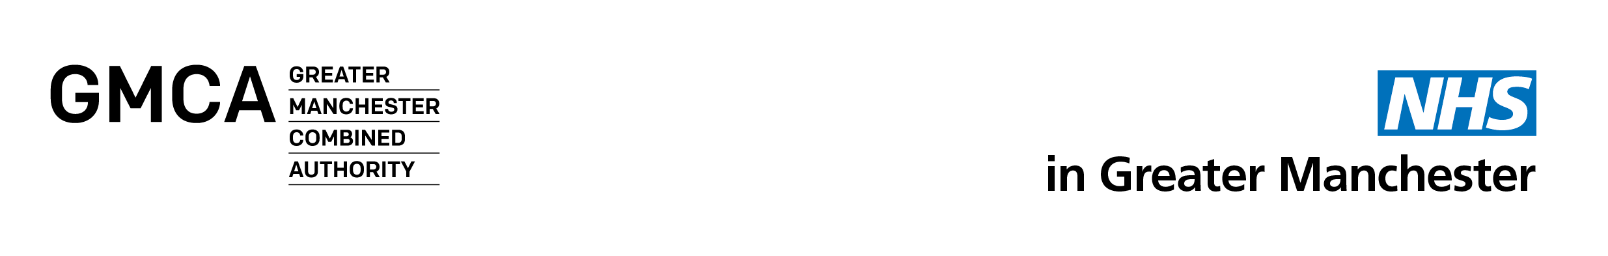 GMCA
GREATER
MANCHESTER
COMBINED
AUTHORITY
NHS
in Greater Manchester